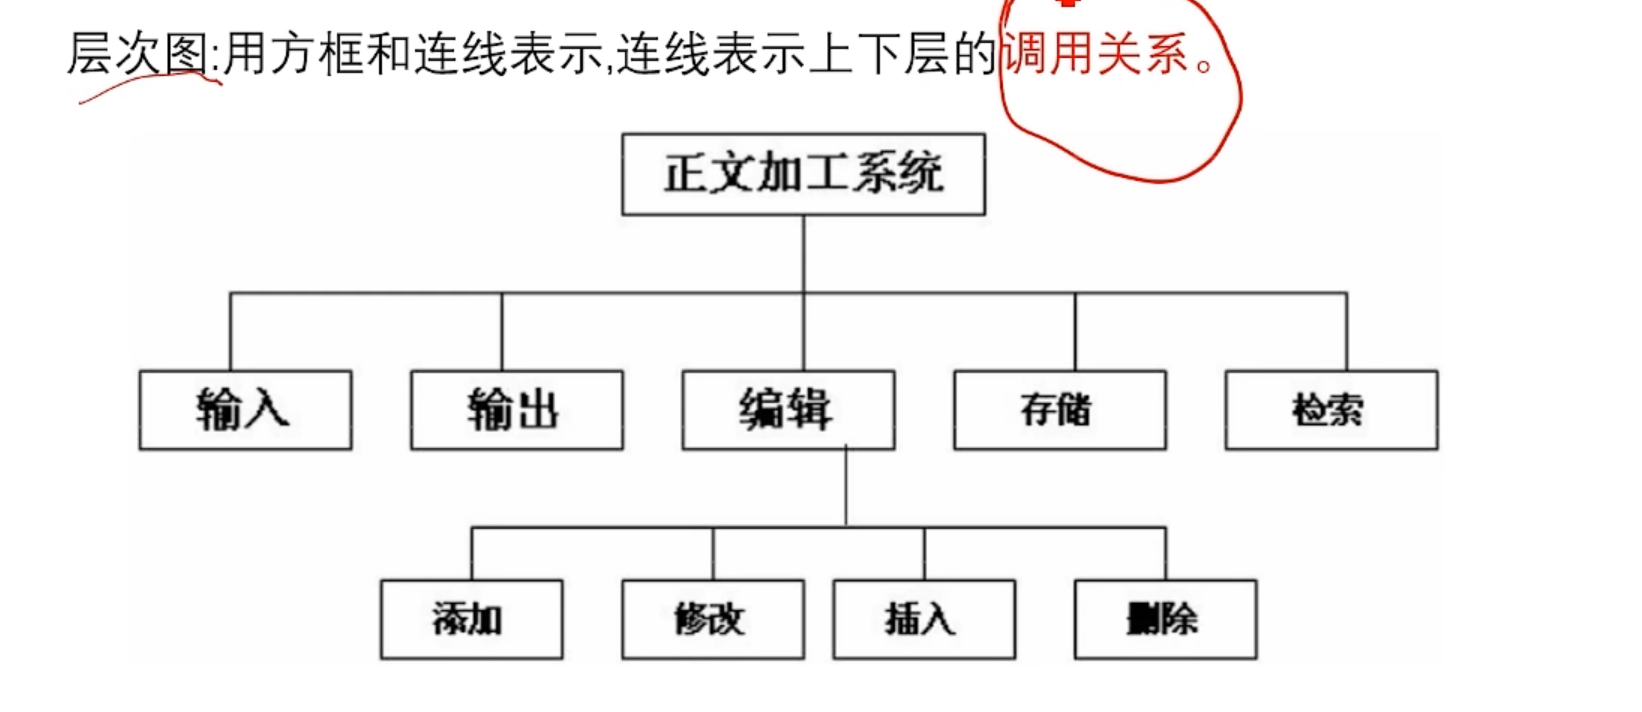 层次图:用方框和连线表示,连线表示上下层的调用关系。
正文加工系统
输入 输出 编辑 存储 检索
添加 修改 插入 删除